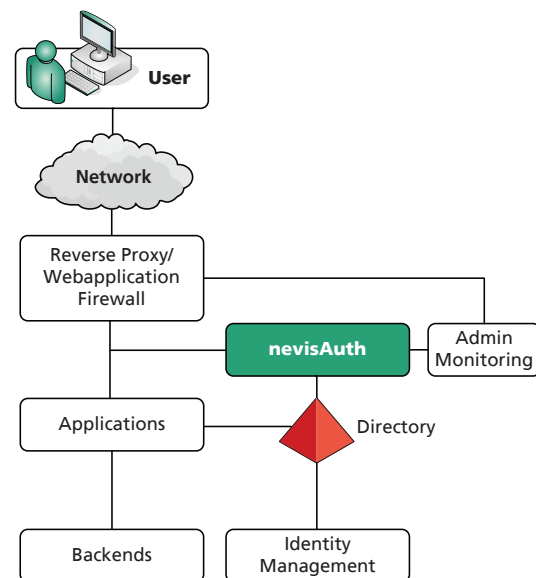 User
Network
Reverse Proxy/
Webapplication
Firewall
nevisAuth
Admin
Monitoring
Applications
Directory
Backends
Identity
Management